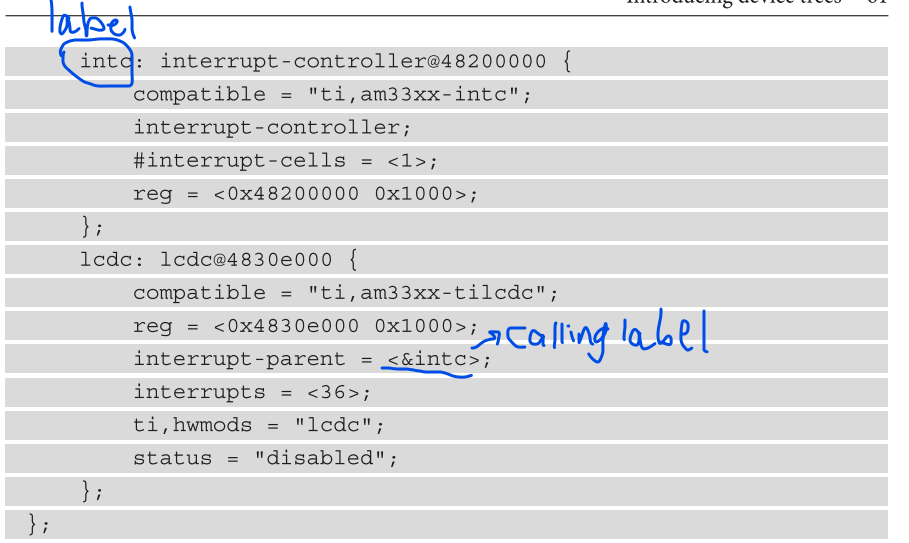 Introducing device trees 61
label
intc: interrupt-controller@48200000 {
compatible = "ti,am33xx-intc";
interrupt-controller;
#interrupt-cells = <1>;
reg = <0x48200000 0x1000>;
};
lcdc: lcdc@4830e000 {
compatible = "ti,am33xx-tilcdc";
reg = <0x4830e000 0x1000>;
calling label
interrupt-parent = <&intc>;
interrupts = <36>;
ti,hwmods = "lcdc";
status = "disabled";
};
};